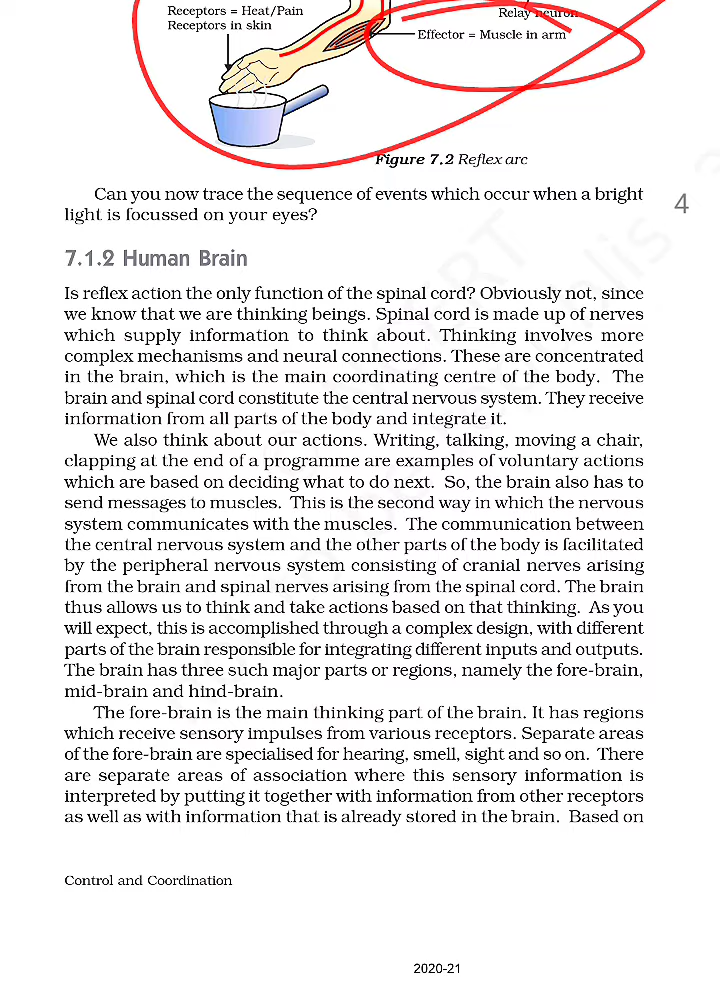 Receptors = Heat/Pain
Receptors in skin
Relay neuron
Effector = Muscle in arm
Figure 7.2 Reflex arc
Can you now trace the sequence of events which occur when a bright
light is focussed on your eyes?
4
7.1.2 Human Brain
Is reflex action the only function of the spinal cord? Obviously not, since
we know that we are thinking beings. Spinal cord is made up of nerves
which supply information to think about. Thinking involves more
complex mechanisms and neural connections. These are concentrated
in the brain, which is the main coordinating centre of the body. The
brain and spinal cord constitute the central nervous system. They receive
information from all parts of the body and integrate it.
We also think about our actions. Writing, talking, moving a chair,
clapping at the end of a programme are examples of voluntary actions
which are based on deciding what to do next. So, the brain also has to
send messages to muscles. This is the second way in which the nervous
system communicates with the muscles. The communication between
the central nervous system and the other parts of the body is facilitated
by the peripheral nervous system consisting of cranial nerves arising
from the brain and spinal nerves arising from the spinal cord. The brain
thus allows us to think and take actions based on that thinking. As you
will expect, this is accomplished through a complex design, with different
parts of the brain responsible for integrating different inputs and outputs.
The brain has three such major parts or regions, namely the fore-brain,
mid-brain and hind-brain.
The fore-brain is the main thinking part of the brain. It has regions
which receive sensory impulses from various receptors. Separate areas
of the fore-brain are specialised for hearing, smell, sight and so on. There
are separate areas of association where this sensory information is
interpreted by putting it together with information from other receptors
as well as with information that is already stored in the brain. Based on
Control and Coordination
2020-21